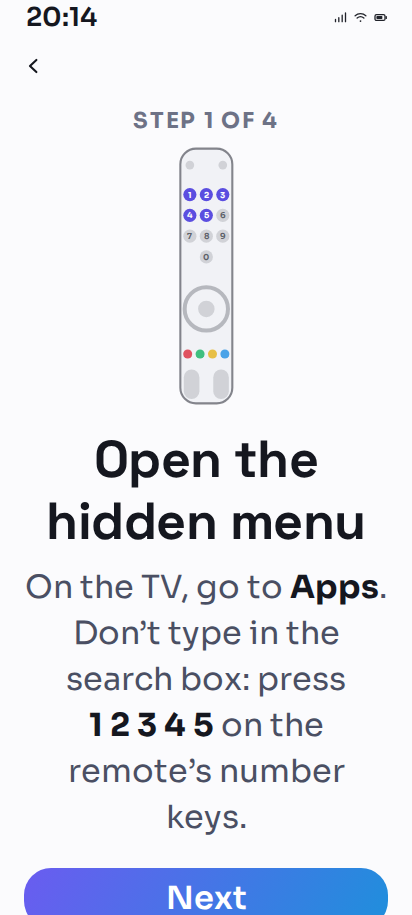 20:14
STEP 1 OF 4
1 2 3
4 5 6
7 8 9
0
Open the
hidden menu
On the TV, go to Apps.
Don’t type in the
search box: press
1 2 3 4 5 on the
remote’s number
keys.
Next